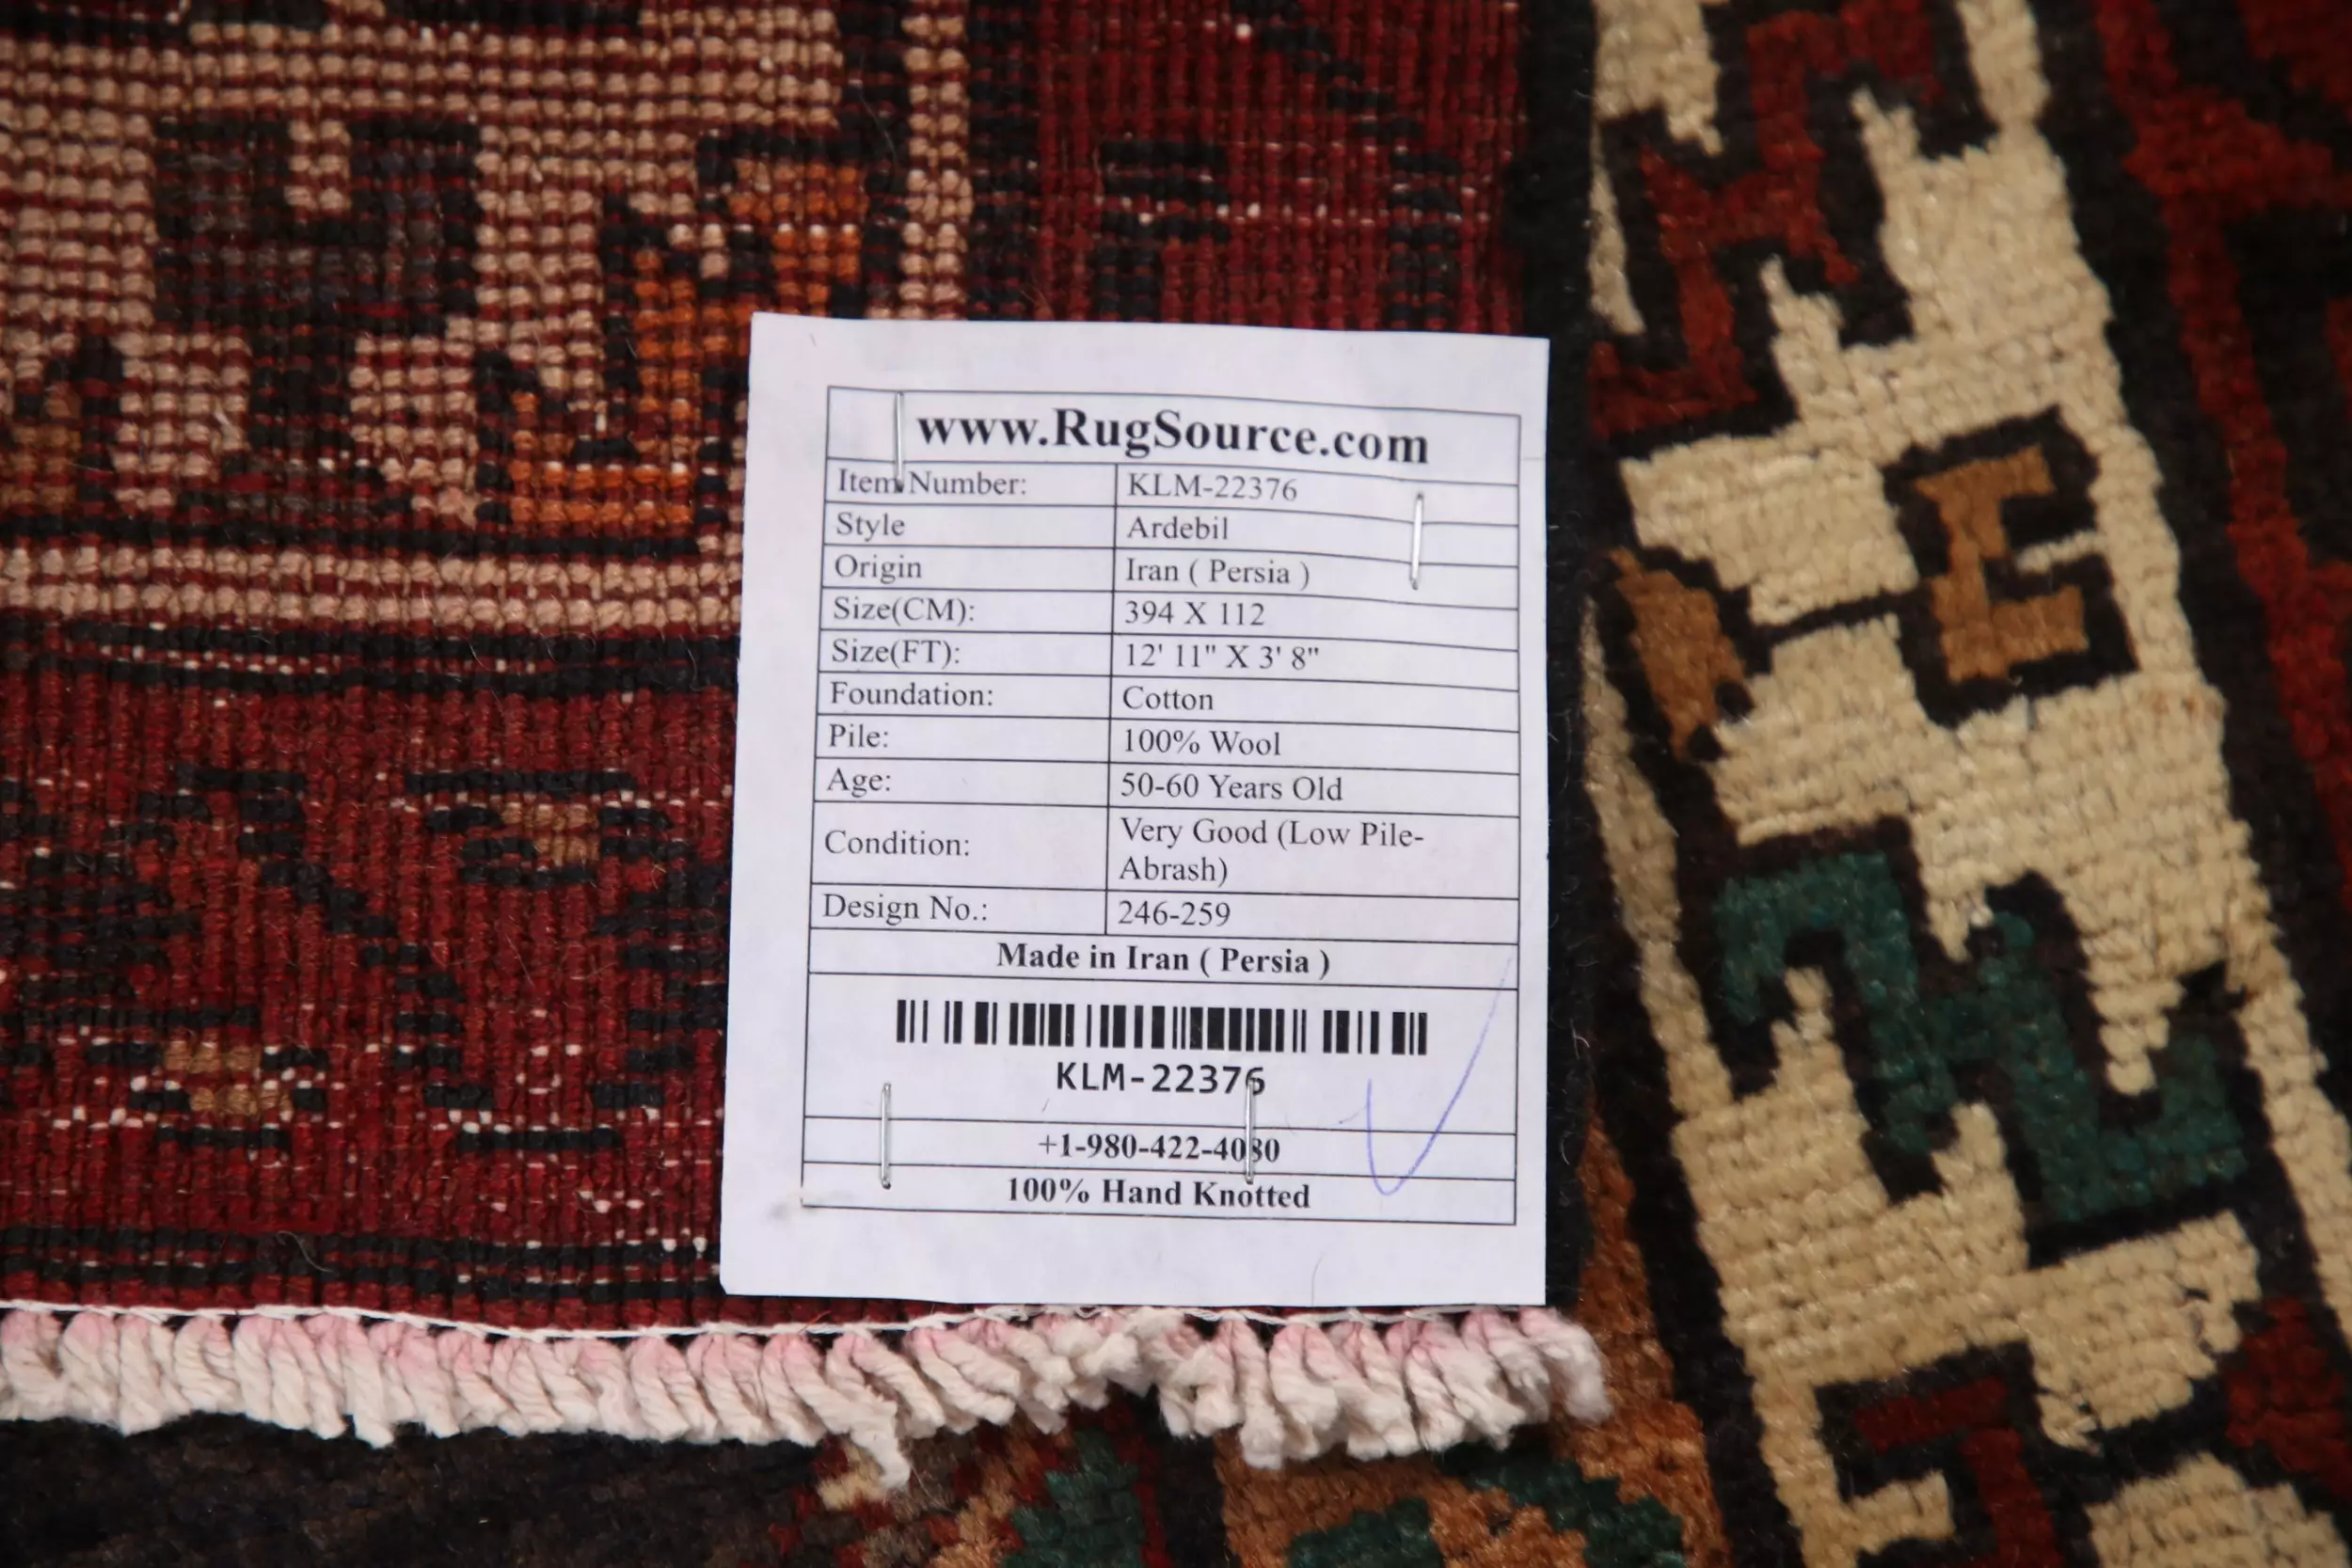 www.RugSource.com
Item Number: KLM-22376
Style Ardebil
Origin Iran ( Persia )
Size(CM): 394 X 112
Size(FT): 12' 11" X 3' 8"
Foundation: Cotton
Pile: 100% Wool
Age: 50-60 Years Old
Condition: Very Good (Low Pile-
Abrash)
Design No.: 246-259
Made in Iran ( Persia )
KLM-22376
+1-980-422-4080
100% Hand Knotted